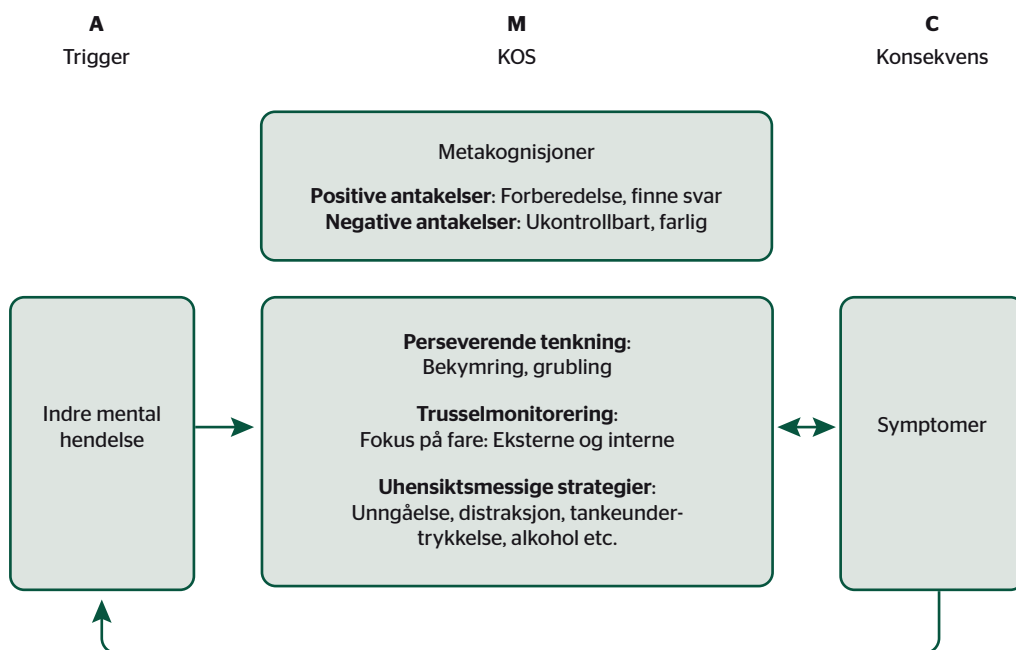 A
M
C
Trigger
KOS
Konsekvens
Metakognisjoner
Positive antakelser: Forberedelse, finne svar
Negative antakelser: Ukontrollbart, farlig
Indre mental
hendelse
Perseverende tenkning:
Bekymring, grubling
Trusselmonitorering:
Fokus på fare: Eksterne og interne
Uhensiktsmessige strategier:
Unngåelse, distraksjon, tankeunder-
trykkelse, alkohol etc.
Symptomer